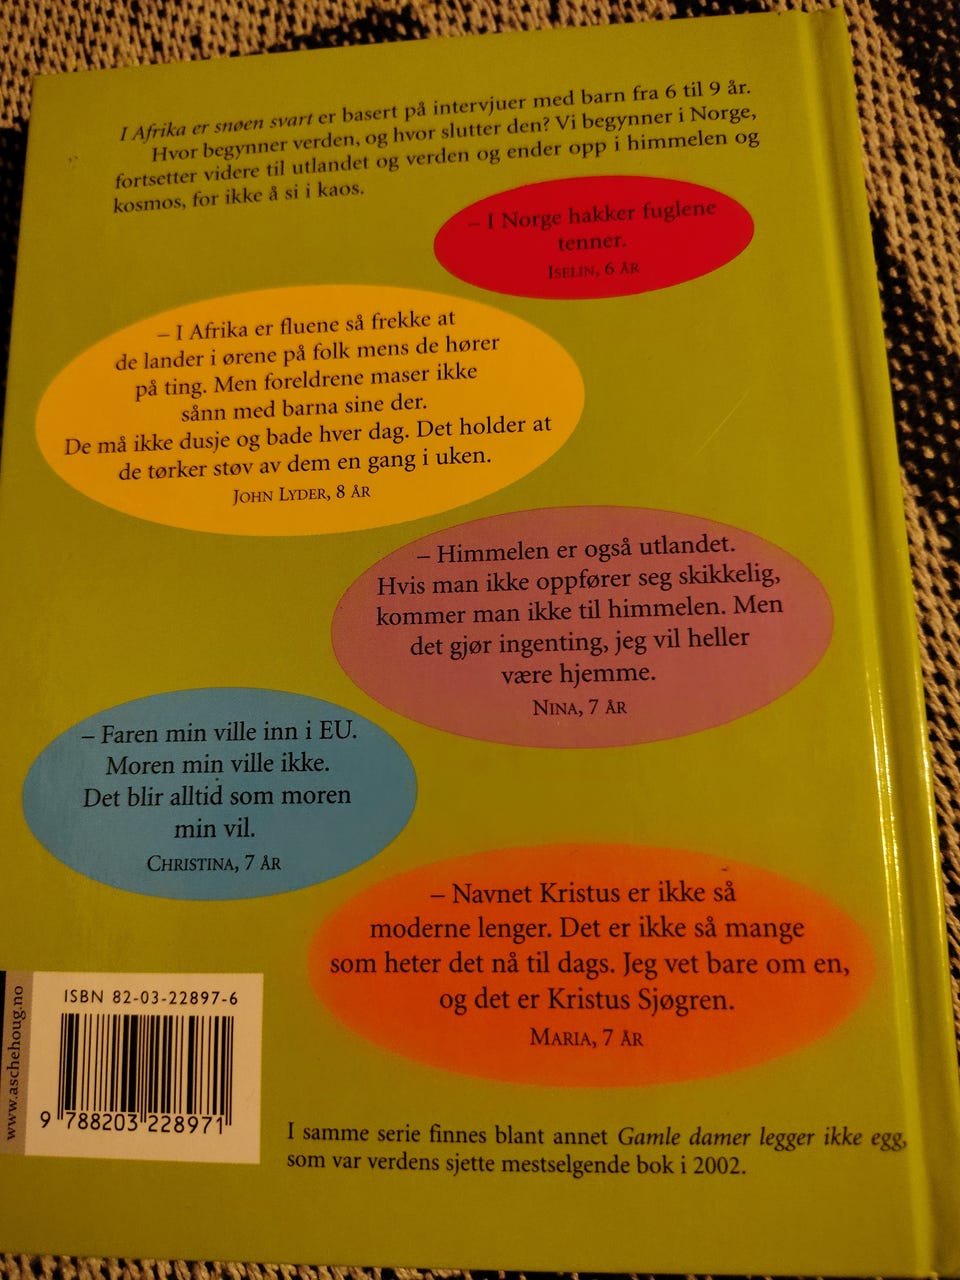 I Afrika er snøen svart er basert på intervjuer med barn fra 6 til 9 år.
Hvor begynner verden, og hvor slutter den? Vi begynner i Norge,
fortsetter videre til utlandet og verden og ender opp i himmelen og
kosmos, for ikke å si i kaos.
– I Norge hakker fuglene
tenner.
ISELIN, 6 ÅR
– I Afrika er fluene så frekke at
de lander i ørene på folk mens de hører
på ting. Men foreldrene maser ikke
sånn med barna sine der.
De må ikke dusje og bade hver dag. Det holder at
de tørker støv av dem en gang i uken.
JOHN LYDER, 8 ÅR
– Himmelen er også utlandet.
Hvis man ikke oppfører seg skikkelig,
kommer man ikke til himmelen. Men
det gjør ingenting, jeg vil heller
være hjemme.
NINA, 7 ÅR
– Faren min ville inn i EU.
Moren min ville ikke.
Det blir alltid som moren
min vil.
CHRISTINA, 7 ÅR
– Navnet Kristus er ikke så
moderne lenger. Det er ikke så mange
som heter det nå til dags. Jeg vet bare om en,
og det er Kristus Sjøgren.
MARIA, 7 ÅR
www.aschehoug.no
ISBN 82-03-22897-6
9 788203 228971
I samme serie finnes blant annet Gamle damer legger ikke egg,
som var verdens sjette mestselgende bok i 2002.